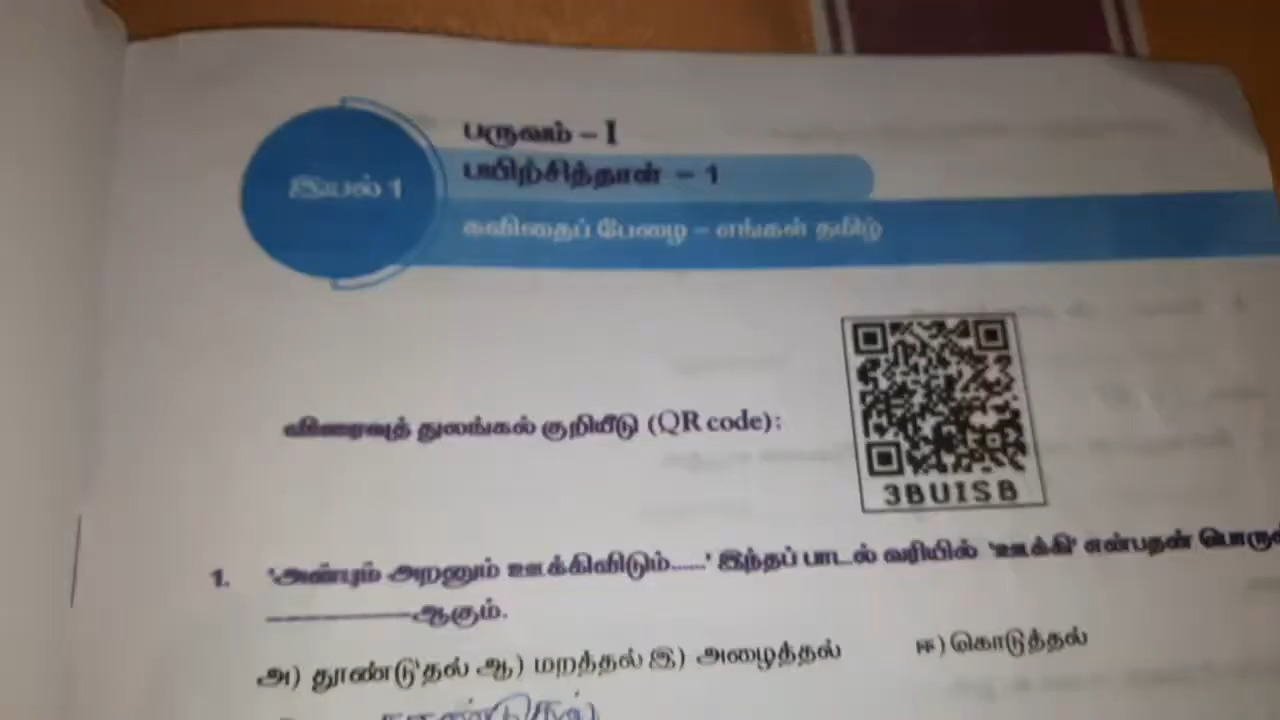 இயல் 1
பருவம் – I
பயிற்சித்தாள் – 1
கவிதைப் பேழை – எங்கள் தமிழ்
விரைவுத் துலங்கல் குறியீடு (QR code):
3BUISB
1. 'அன்பும் அறனும் ஊக்கிவிடும்......' இந்தப் பாடல் வரியில் 'ஊக்கி' என்பதன்
__________ஆகும்.
அ) தூண்டுதல் ஆ) மறத்தல் இ) அழைத்தல் ஈ) கொடுத்தல்